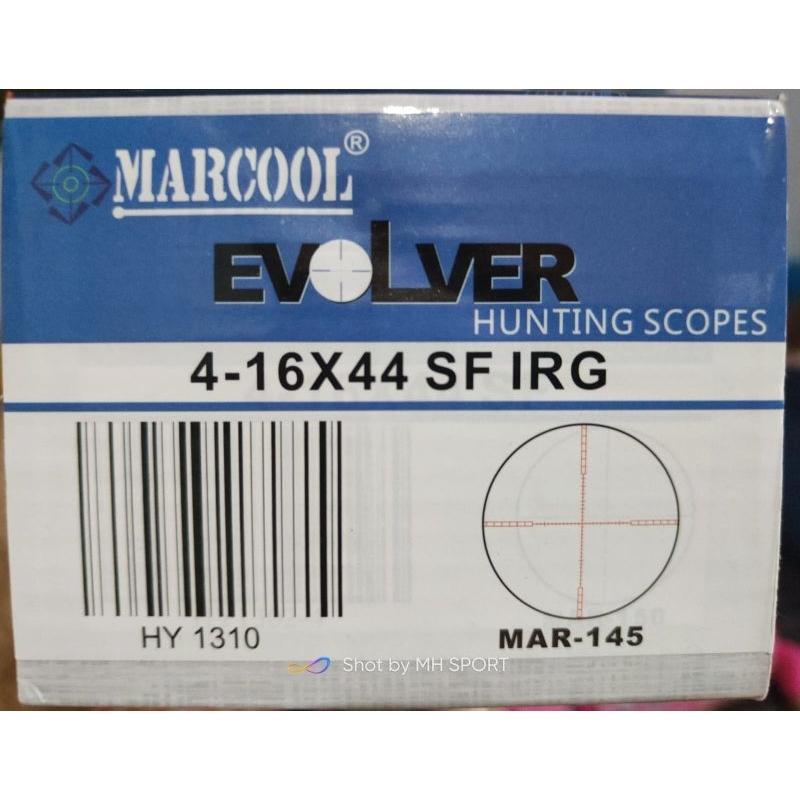 MARCOOL®
EVOLVER
HUNTING SCOPES
4-16X44 SF IRG
HY 1310
MAR-145
Shot by MH SPORT